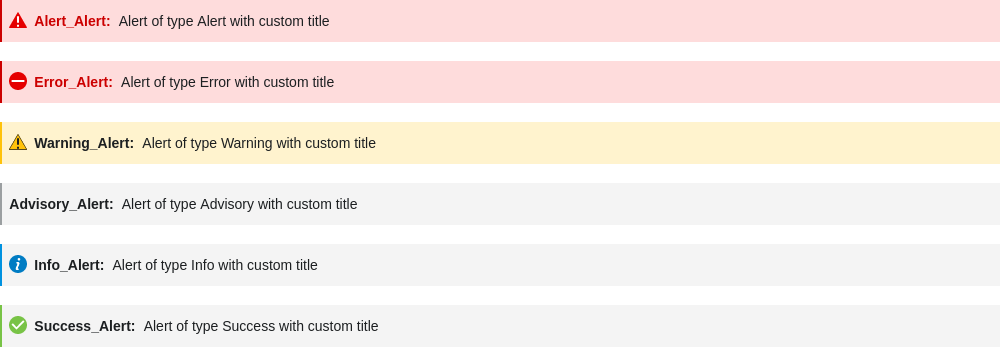 Alert_Alert: Alert of type Alert with custom title
Error_Alert: Alert of type Error with custom title
Warning_Alert: Alert of type Warning with custom title
Advisory_Alert: Alert of type Advisory with custom title
Info_Alert: Alert of type Info with custom title
Success_Alert: Alert of type Success with custom title